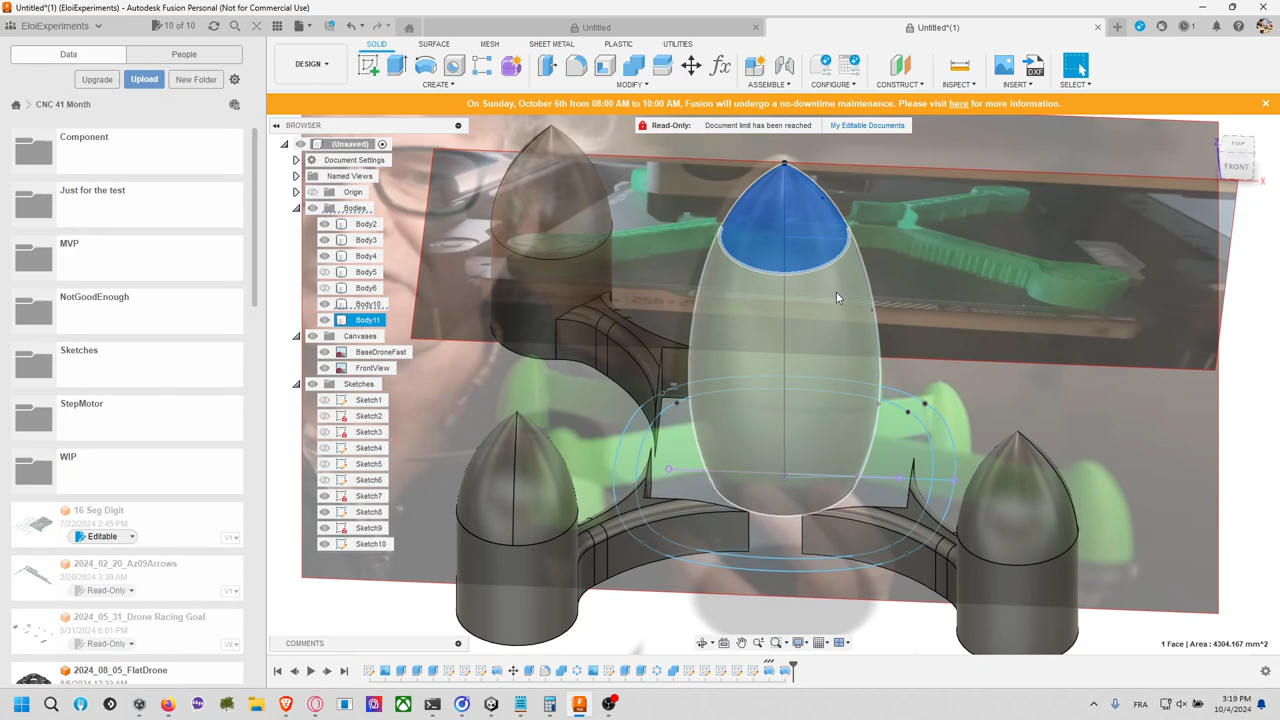 Untitled*(1) (EloiExperiments) - Autodesk Fusion Personal (Not for Commercial Use)
EloiExperiments
10 of 10
Untitled
Untitled*(1)
1
Data
People
SOLID
SURFACE
MESH
SHEET METAL
PLASTIC
UTILITIES
Upgrade
Upload
New Folder
DESIGN
CREATE
MODIFY
ASSEMBLE
CONFIGURE
CONSTRUCT
INSPECT
INSERT
SELECT
CNC 41 Month
On Sunday, October 6th from 08:00 AM to 10:00 AM, Fusion will undergo a no-downtime maintenance. Please visit here for more information.
BROWSER
Read-Only: Document limit has been reached
My Editable Documents
(Unsaved)
Document Settings
Named Views
Origin
Bodies
Body2
Body3
Body4
Body5
Body6
Body10
Body11
Canvases
BaseDroneFast
FrontView
Sketches
Sketch1
Sketch2
Sketch3
Sketch4
Sketch5
Sketch6
Sketch7
Sketch8
Sketch9
Sketch10
TOP
FRONT
Z
X
Component
Just for the test
MVP
NotGoodEnough
Sketches
StepMotor
WIP
16 Seg Digit
7/22/2024 2:45 PM
Editable
V1
2024_02_20_Az09Arrows
2/20/2024 3:39 AM
Read-Only
V1
2024_05_31_Drone Racing Goal
5/31/2024 6:01 PM
Read-Only
V1
2024_08_05_FlatDrone
COMMENTS
1 Face | Area : 4304.167 mm^2
FRA
3:19 PM
10/4/2024